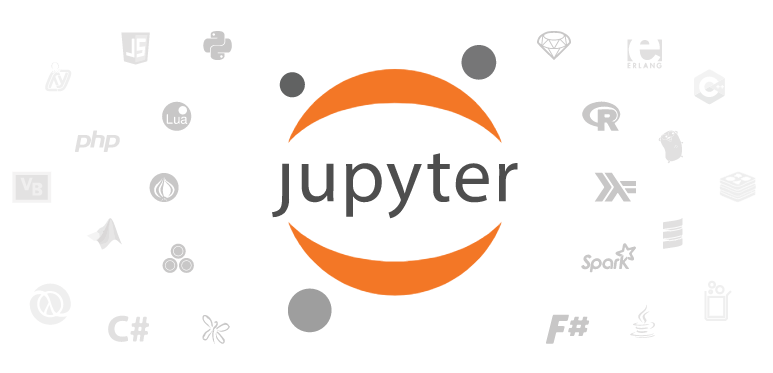 JS
ERLANG
C++
Lua
R
php
jupyter
VB
Spark
C#
F#